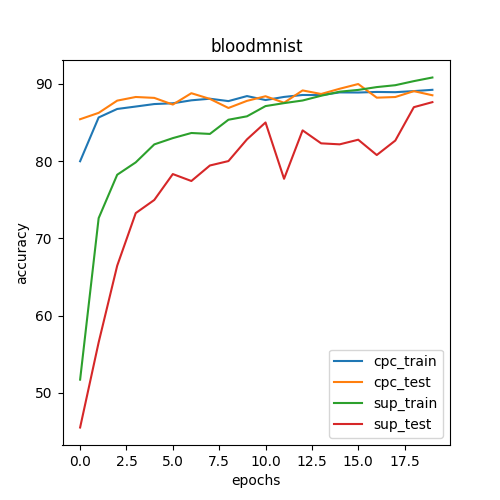 bloodmnist
accuracy
90
80
70
60
50
cpc_train
cpc_test
sup_train
sup_test
0.0 2.5 5.0 7.5 10.0 12.5 15.0 17.5
epochs